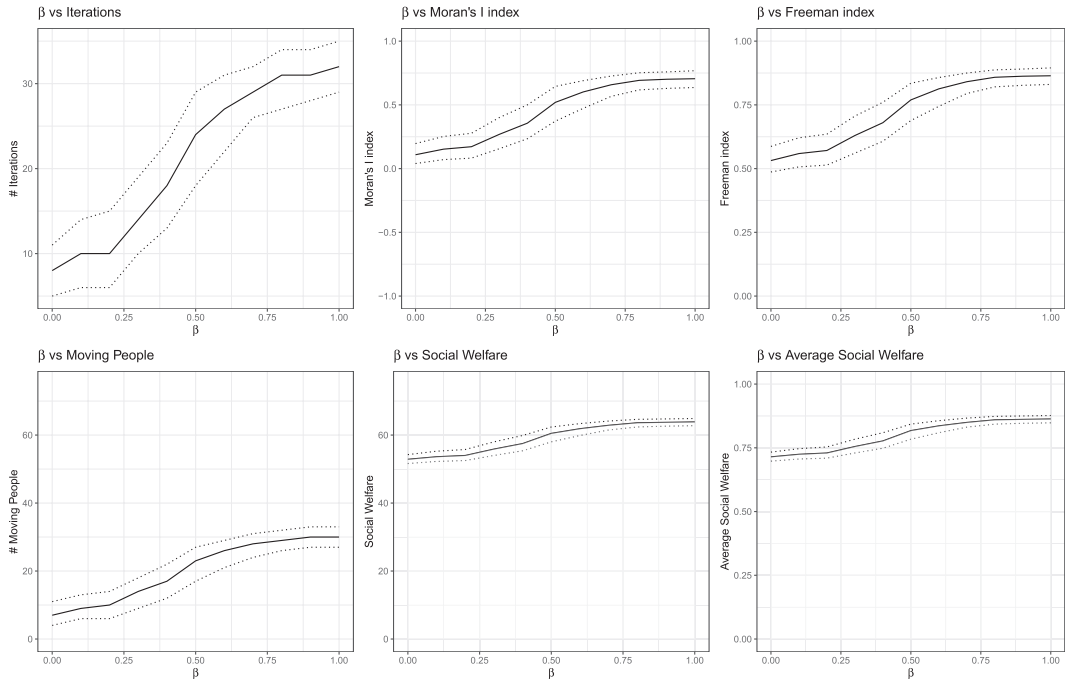 β vs Iterations
# Iterations
30
20
10
0.00 0.25 0.50 0.75 1.00
β
β vs Moran's I index
Moran's I index
1.0
0.5
0.0
−0.5
−1.0
0.00 0.25 0.50 0.75 1.00
β
β vs Freeman index
Freeman index
1.00
0.75
0.50
0.25
0.00
0.00 0.25 0.50 0.75 1.00
β
β vs Moving People
# Moving People
60
40
20
0
0.00 0.25 0.50 0.75 1.00
β
β vs Social Welfare
Social Welfare
60
40
20
0
0.00 0.25 0.50 0.75 1.00
β
β vs Average Social Welfare
Average Social Welfare
1.00
0.75
0.50
0.25
0.00
0.00 0.25 0.50 0.75 1.00
β